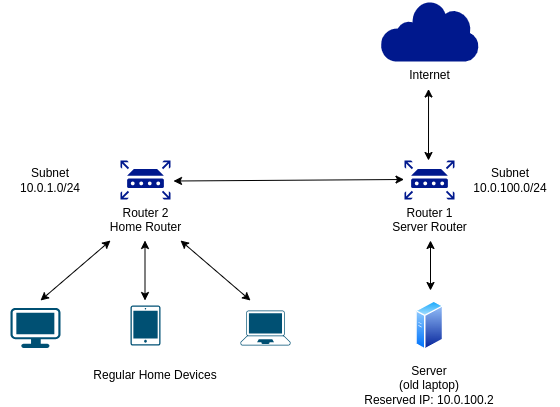 Internet
Subnet
10.0.1.0/24
Subnet
10.0.100.0/24
Router 2
Home Router
Router 1
Server Router
Regular Home Devices
Server
(old laptop)
Reserved IP: 10.0.100.2